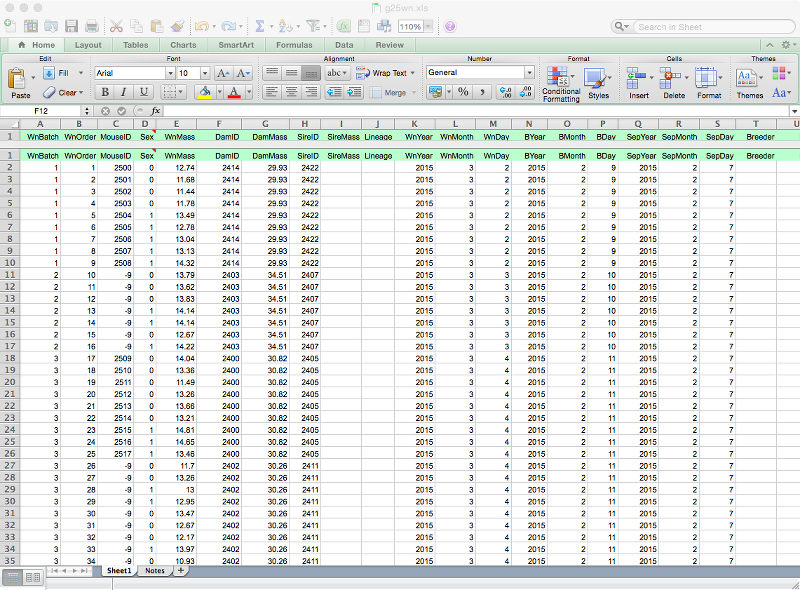 g25wn.xls
110%
Search in Sheet
Home Layout Tables Charts SmartArt Formulas Data Review
Edit Font Alignment Number Format Cells Themes
Fill Arial 10 A A abc Wrap Text General
Paste Clear B I U A Merge % Conditional Formatting Styles Insert Delete Format Themes Aa
F12 fx
A B C D E F G H I J K L M N O P Q R S T U
1 WnBatch WnOrder MouseID Sex WnMass DamID DamMass SireID SireMass Lineage WnYear WnMonth WnDay BYear BMonth BDay SepYear SepMonth SepDay Breeder
1 WnBatch WnOrder MouseID Sex WnMass DamID DamMass SireID SireMass Lineage WnYear WnMonth WnDay BYear BMonth BDay SepYear SepMonth SepDay Breeder
2 1 1 2500 0 12.74 2414 29.93 2422 2015 3 2 2015 2 9 2015 2 7
3 1 2 2501 0 11.68 2414 29.93 2422 2015 3 2 2015 2 9 2015 2 7
4 1 3 2502 0 11.44 2414 29.93 2422 2015 3 2 2015 2 9 2015 2 7
5 1 4 2503 0 11.78 2414 29.93 2422 2015 3 2 2015 2 9 2015 2 7
6 1 5 2504 1 13.49 2414 29.93 2422 2015 3 2 2015 2 9 2015 2 7
7 1 6 2505 1 12.78 2414 29.93 2422 2015 3 2 2015 2 9 2015 2 7
8 1 7 2506 1 13.04 2414 29.93 2422 2015 3 2 2015 2 9 2015 2 7
9 1 8 2507 1 13.13 2414 29.93 2422 2015 3 2 2015 2 9 2015 2 7
10 1 9 2508 1 14.32 2414 29.93 2422 2015 3 2 2015 2 9 2015 2 7
11 2 10 -9 0 13.79 2403 34.51 2407 2015 3 3 2015 2 10 2015 2 7
12 2 11 -9 0 13.62 2403 34.51 2407 2015 3 3 2015 2 10 2015 2 7
13 2 12 -9 0 13.83 2403 34.51 2407 2015 3 3 2015 2 10 2015 2 7
14 2 13 -9 1 14.14 2403 34.51 2407 2015 3 3 2015 2 10 2015 2 7
15 2 14 -9 1 14.14 2403 34.51 2407 2015 3 3 2015 2 10 2015 2 7
16 2 15 -9 0 12.67 2403 34.51 2407 2015 3 3 2015 2 10 2015 2 7
17 2 16 -9 1 14.22 2403 34.51 2407 2015 3 3 2015 2 10 2015 2 7
18 3 17 2509 0 14.04 2400 30.82 2405 2015 3 4 2015 2 11 2015 2 7
19 3 18 2510 0 13.36 2400 30.82 2405 2015 3 4 2015 2 11 2015 2 7
20 3 19 2511 0 11.49 2400 30.82 2405 2015 3 4 2015 2 11 2015 2 7
21 3 20 2512 0 13.26 2400 30.82 2405 2015 3 4 2015 2 11 2015 2 7
22 3 21 2513 0 13.66 2400 30.82 2405 2015 3 4 2015 2 11 2015 2 7
23 3 22 2514 0 13.21 2400 30.82 2405 2015 3 4 2015 2 11 2015 2 7
24 3 23 2515 1 14.81 2400 30.82 2405 2015 3 4 2015 2 11 2015 2 7
25 3 24 2516 1 14.65 2400 30.82 2405 2015 3 4 2015 2 11 2015 2 7
26 3 25 2517 1 13.46 2400 30.82 2405 2015 3 4 2015 2 11 2015 2 7
27 3 26 -9 0 11.7 2402 30.26 2411 2015 3 4 2015 2 11 2015 2 7
28 3 27 -9 0 13.26 2402 30.26 2411 2015 3 4 2015 2 11 2015 2 7
29 3 28 -9 1 13 2402 30.26 2411 2015 3 4 2015 2 11 2015 2 7
30 3 29 -9 1 12.95 2402 30.26 2411 2015 3 4 2015 2 11 2015 2 7
31 3 30 -9 0 13.47 2402 30.26 2411 2015 3 4 2015 2 11 2015 2 7
32 3 31 -9 0 12.67 2402 30.26 2411 2015 3 4 2015 2 11 2015 2 7
33 3 32 -9 0 12.17 2402 30.26 2411 2015 3 4 2015 2 11 2015 2 7
34 3 33 -9 1 13.97 2402 30.26 2411 2015 3 4 2015 2 11 2015 2 7
35 3 34 -9 0 10.93 2402 30.26 2411 2015 3 4 2015 2 11 2015 2 7
Sheet1 Notes +